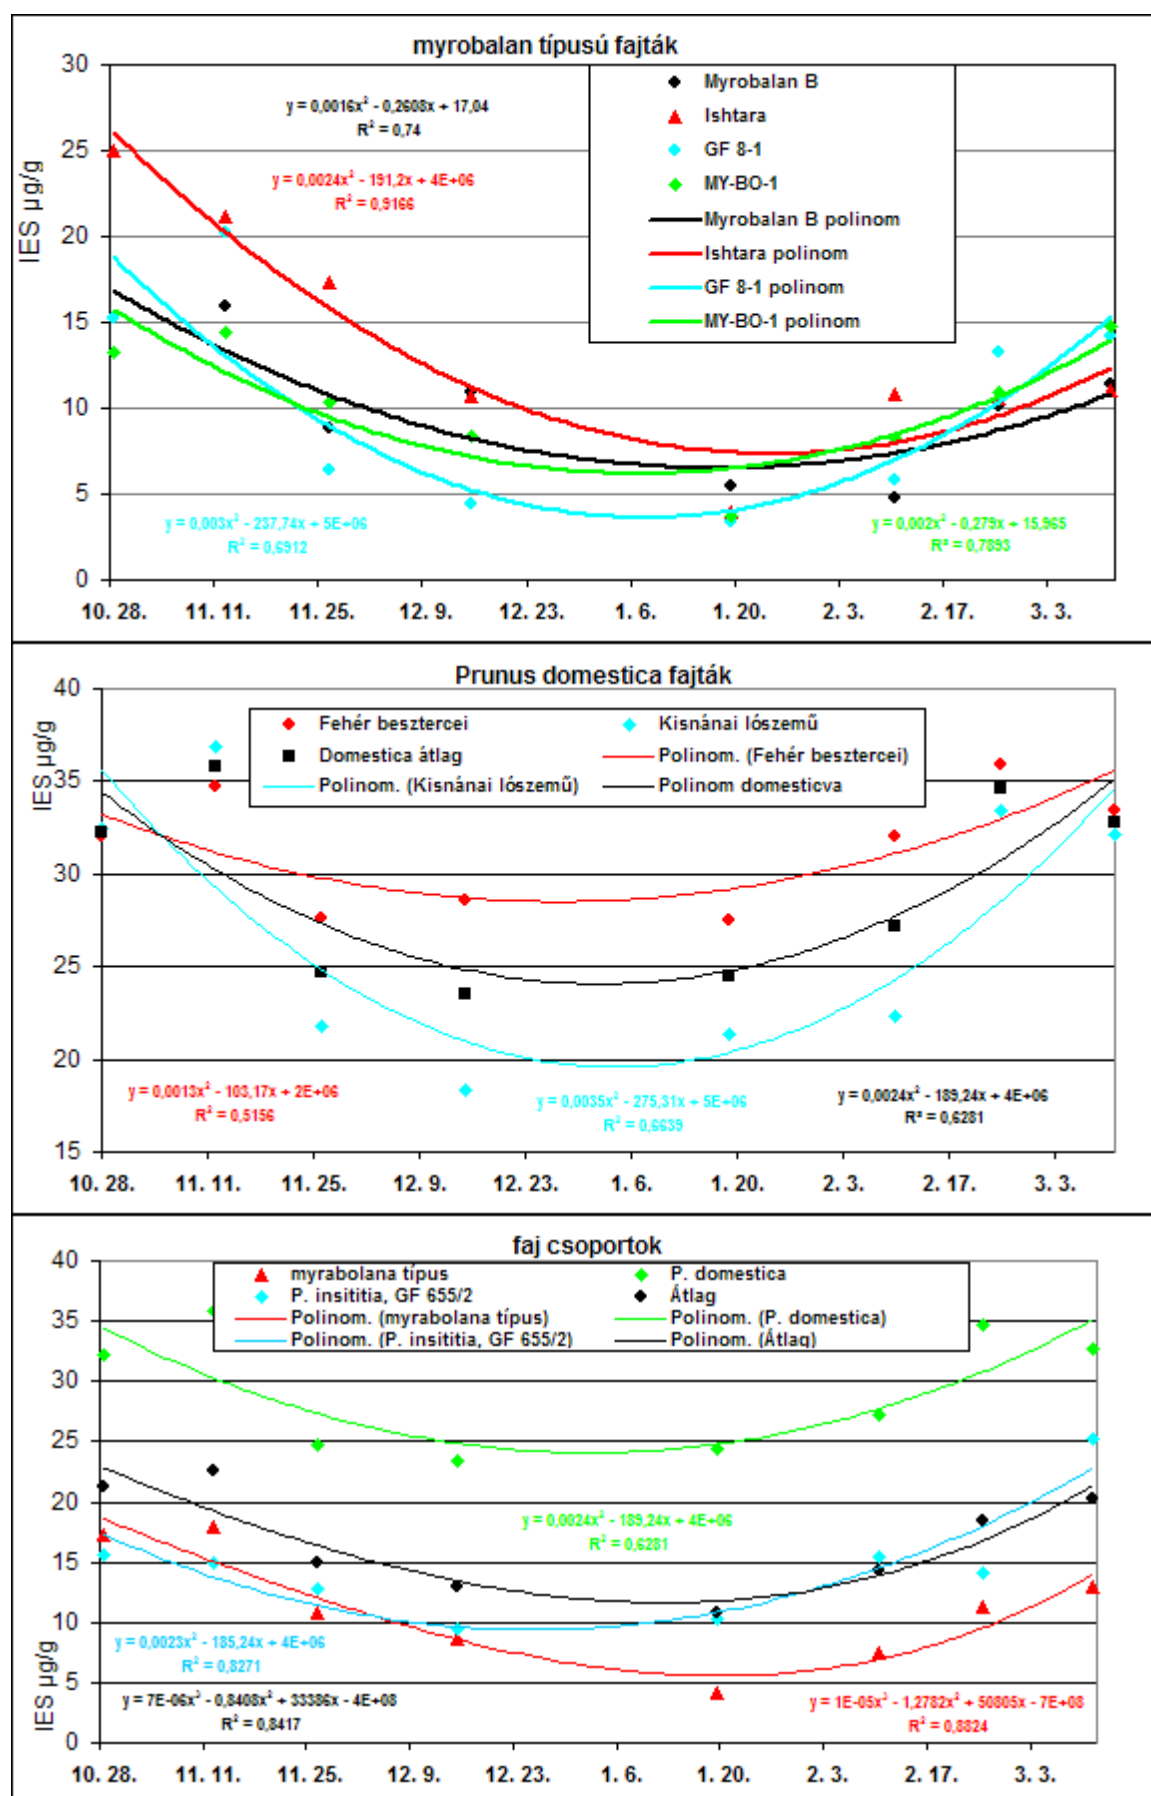 myrobalan típusú fajták
IES µg/g
30
25
20
15
10
5
0
Myrobalan B
Ishtara
GF 8-1
MY-BO-1
Myrobalan B polinom
Ishtara polinom
GF 8-1 polinom
MY-BO-1 polinom
y = 0,0016x² - 0,2608x + 17,04
R² = 0,74
y = 0,0024x² - 191,2x + 4E+06
R² = 0,9166
y = 0,003x² - 237,74x + 5E+06
R² = 0,6912
y = 0,002x² - 0,279x + 15,965
R² = 0,7893
10. 28. 11. 11. 11. 25. 12. 9. 12. 23. 1. 6. 1. 20. 2. 3. 2. 17. 3. 3.
Prunus domestica fajták
IES µg/g
40
35
30
25
20
15
Fehér besztercei Kisnánai lószemű
Domestica átlag Polinom. (Fehér besztercei)
Polinom. (Kisnánai lószemű) Polinom domesticva
y = 0,0013x² - 103,17x + 2E+06
R² = 0,5156
y = 0,0035x² - 275,31x + 5E+06
R² = 0,6639
y = 0,0024x² - 189,24x + 4E+06
R² = 0,6281
10. 28. 11. 11. 11. 25. 12. 9. 12. 23. 1. 6. 1. 20. 2. 3. 2. 17. 3. 3.
faj csoportok
IES µg/g
40
35
30
25
20
15
10
5
0
myrabolana típus P. domestica
P. insititia, GF 655/2 Átlag
Polinom. (myrabolana típus) Polinom. (P. domestica)
Polinom. (P. insititia, GF 655/2) Polinom. (Átlag)
y = 0,0024x² - 189,24x + 4E+06
R² = 0,6281
y = 0,0023x² - 185,24x + 4E+06
R² = 0,8271
y = 7E-06x³ - 0,8408x² + 33386x - 4E+08
R² = 0,8417
y = 1E-05x³ - 1,2782x² + 50805x - 7E+08
R² = 0,8824
10. 28. 11. 11. 11. 25. 12. 9. 12. 23. 1. 6. 1. 20. 2. 3. 2. 17. 3. 3.